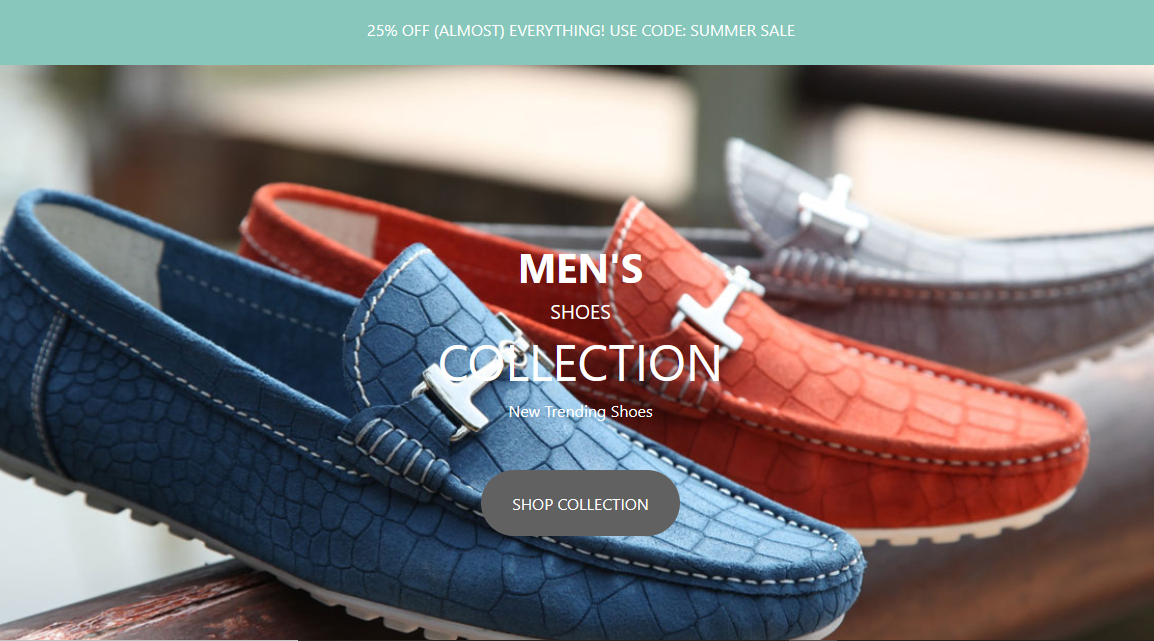 25% OFF (ALMOST) EVERYTHING! USE CODE: SUMMER SALE
MEN'S
SHOES
COLLECTION
New Trending Shoes
SHOP COLLECTION